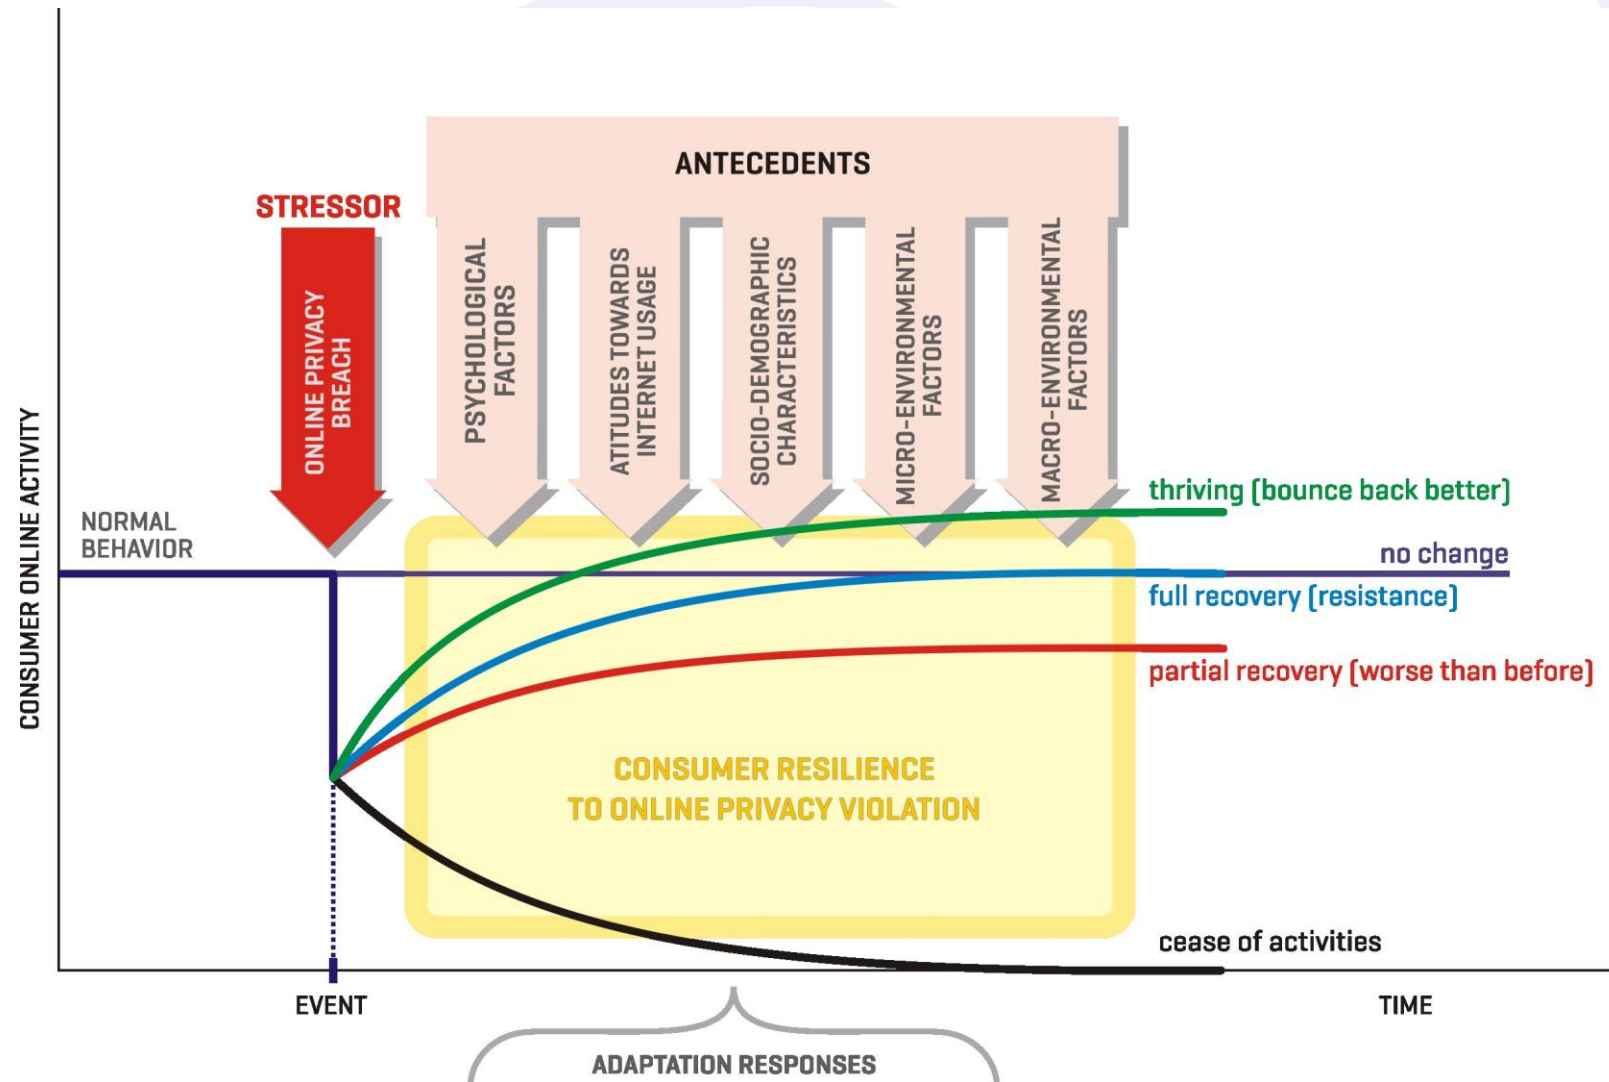 ANTECEDENTS
STRESSOR
ONLINE PRIVACY
BREACH
PSYCHOLOGICAL
FACTORS
ATITUDES TOWARDS
INTERNET USAGE
SOCIO-DEMOGRAPHIC
CHARACTERISTICS
MICRO-ENVIRONMENTAL
FACTORS
MACRO-ENVIRONMENTAL
FACTORS
CONSUMER ONLINE ACTIVITY
NORMAL
BEHAVIOR
thriving (bounce back better)
no change
full recovery (resistance)
partial recovery (worse than before)
CONSUMER RESILIENCE
TO ONLINE PRIVACY VIOLATION
cease of activities
EVENT
TIME
ADAPTATION RESPONSES